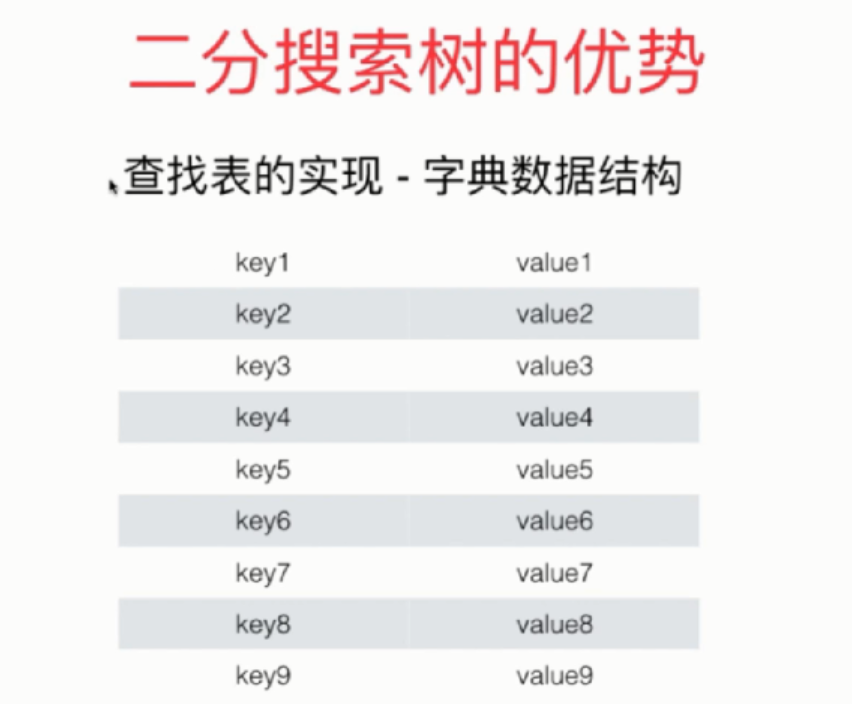 二分搜索树的优势
查找表的实现 - 字典数据结构
key1 value1
key2 value2
key3 value3
key4 value4
key5 value5
key6 value6
key7 value7
key8 value8
key9 value9